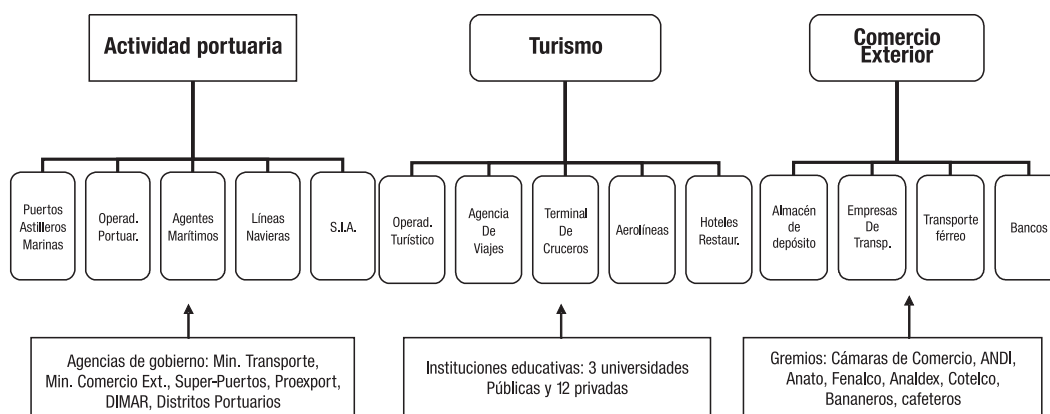 Actividad portuaria
Turismo
Comercio
Exterior
Puertos
Astilleros
Marinas
Operad.
Portuar.
Agentes
Marítimos
Líneas
Navieras
S.I.A.
Operad.
Turístico
Agencia
De
Viajes
Terminal
De
Cruceros
Aerolíneas
Hoteles
Restaur.
Almacén
de
depósito
Empresas
De
Transp.
Transporte
férreo
Bancos
Agencias de gobierno: Min. Transporte,
Min. Comercio Ext., Super-Puertos, Proexport,
DIMAR, Distritos Portuarios
Instituciones educativas: 3 universidades
Públicas y 12 privadas
Gremios: Cámaras de Comercio, ANDI,
Anato, Fenalco, Analdex, Cotelco,
Bananeros, cafeteros